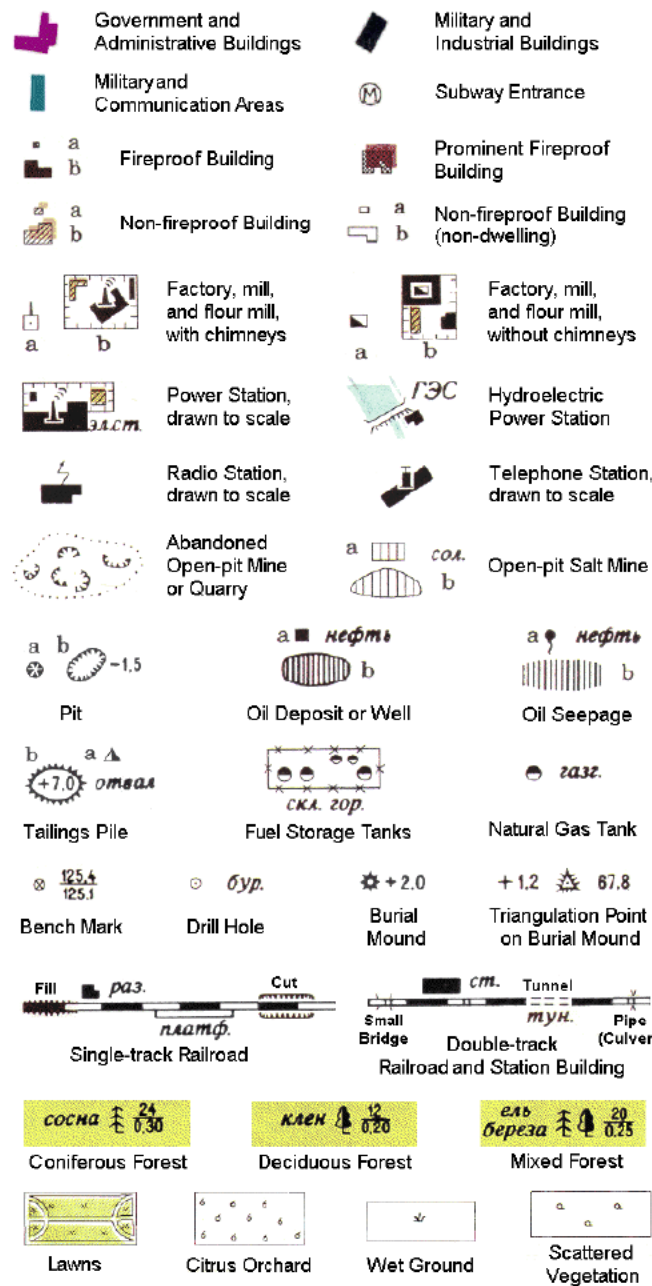 Government and
Administrative Buildings
Military and
Industrial Buildings
Military and
Communication Areas
M
Subway Entrance
a
b
Fireproof Building
Prominent Fireproof
Building
a
b
Non-fireproof Building
a
b
Non-fireproof Building
(non-dwelling)
a
b
Factory, mill,
and flour mill,
with chimneys
a
b
Factory, mill,
and flour mill,
without chimneys
элст.
Power Station,
drawn to scale
ГЭС
Hydroelectric
Power Station
Radio Station,
drawn to scale
Telephone Station,
drawn to scale
Abandoned
Open-pit Mine
or Quarry
a
сол.
b
Open-pit Salt Mine
a b
-1,5
Pit
a нефть
b
Oil Deposit or Well
a нефть
b
Oil Seepage
b a
+7.0 отвал
Tailings Pile
скл. гор.
Fuel Storage Tanks
газг.
Natural Gas Tank
125,4
125,1
Bench Mark
бур.
Drill Hole
+2.0
Burial
Mound
+1,2 67.8
Triangulation Point
on Burial Mound
Fill
раз.
Cut
платф.
Single-track Railroad
ст.
Tunnel
тун.
Small
Bridge
Pipe
(Culver
Double-track
Railroad and Station Building
сосна 24
0,30
Coniferous Forest
клен 12
0,20
Deciduous Forest
ель
береза 20
0,25
Mixed Forest
Lawns
Citrus Orchard
Wet Ground
Scattered
Vegetation